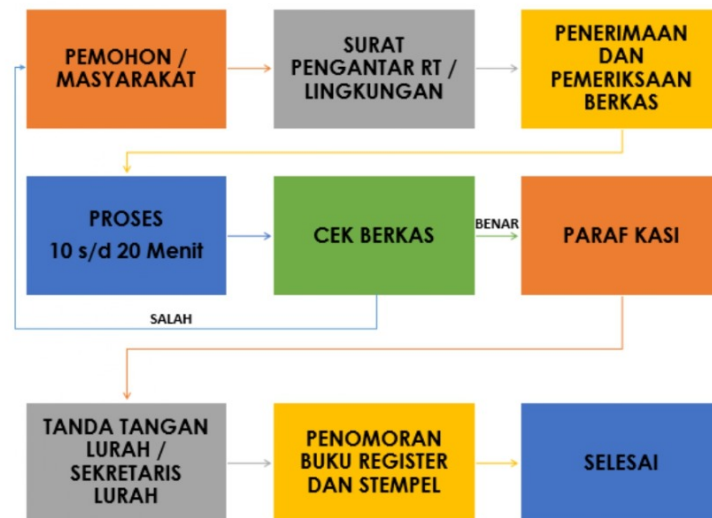 PEMOHON /
MASYARAKAT
SURAT
PENGANTAR RT /
LINGKUNGAN
PENERIMAAN
DAN
PEMERIKSAAN
BERKAS
PROSES
10 s/d 20 Menit
CEK BERKAS
BENAR
PARAF KASI
SALAH
TANDA TANGAN
LURAH /
SEKRETARIS
LURAH
PENOMORAN
BUKU REGISTER
DAN STEMPEL
SELESAI